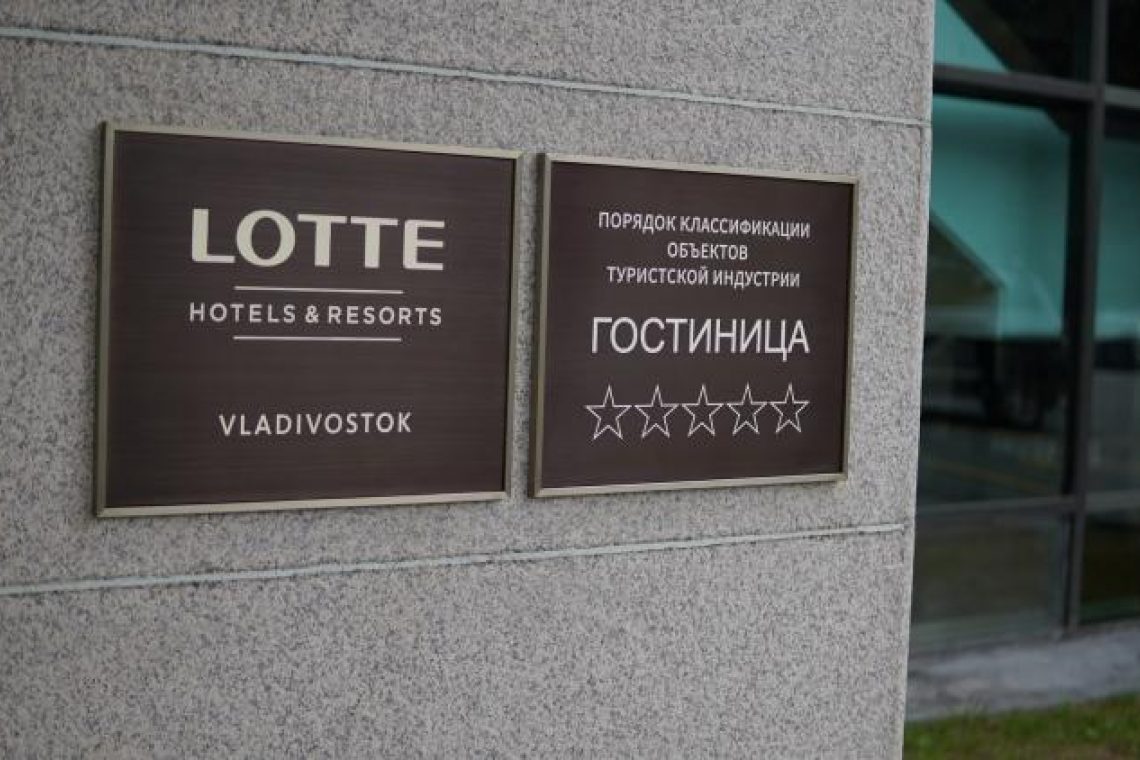 LOTTE
HOTELS & RESORTS
VLADIVOSTOK
ПОРЯДОК КЛАССИФИКАЦИИ
ОБЪЕКТОВ
ТУРИСТСКОЙ ИНДУСТРИИ
ГОСТИНИЦА